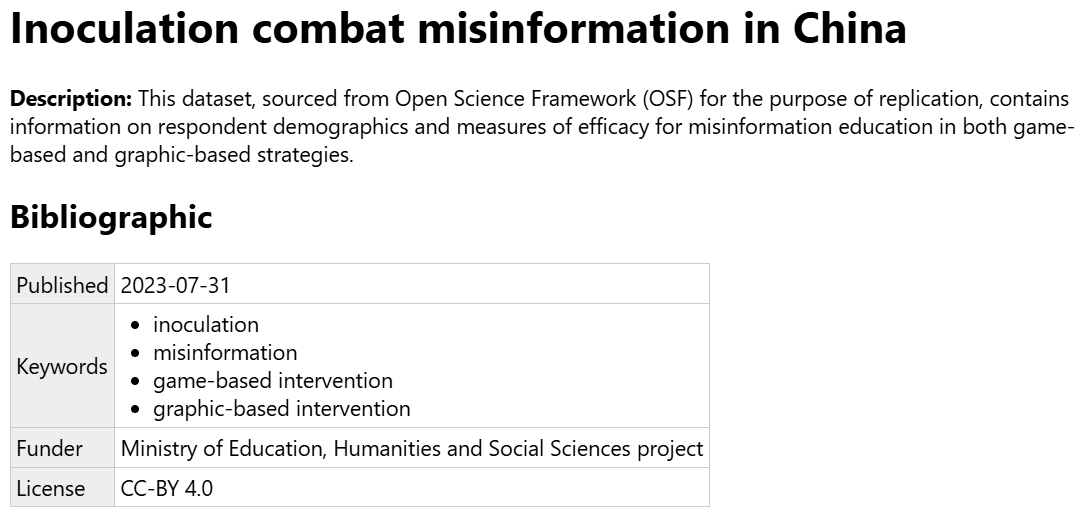 Inoculation combat misinformation in China
Description: This dataset, sourced from Open Science Framework (OSF) for the purpose of replication, contains
information on respondent demographics and measures of efficacy for misinformation education in both game-
based and graphic-based strategies.
Bibliographic
Published 2023-07-31
Keywords
• inoculation
• misinformation
• game-based intervention
• graphic-based intervention
Funder Ministry of Education, Humanities and Social Sciences project
License CC-BY 4.0